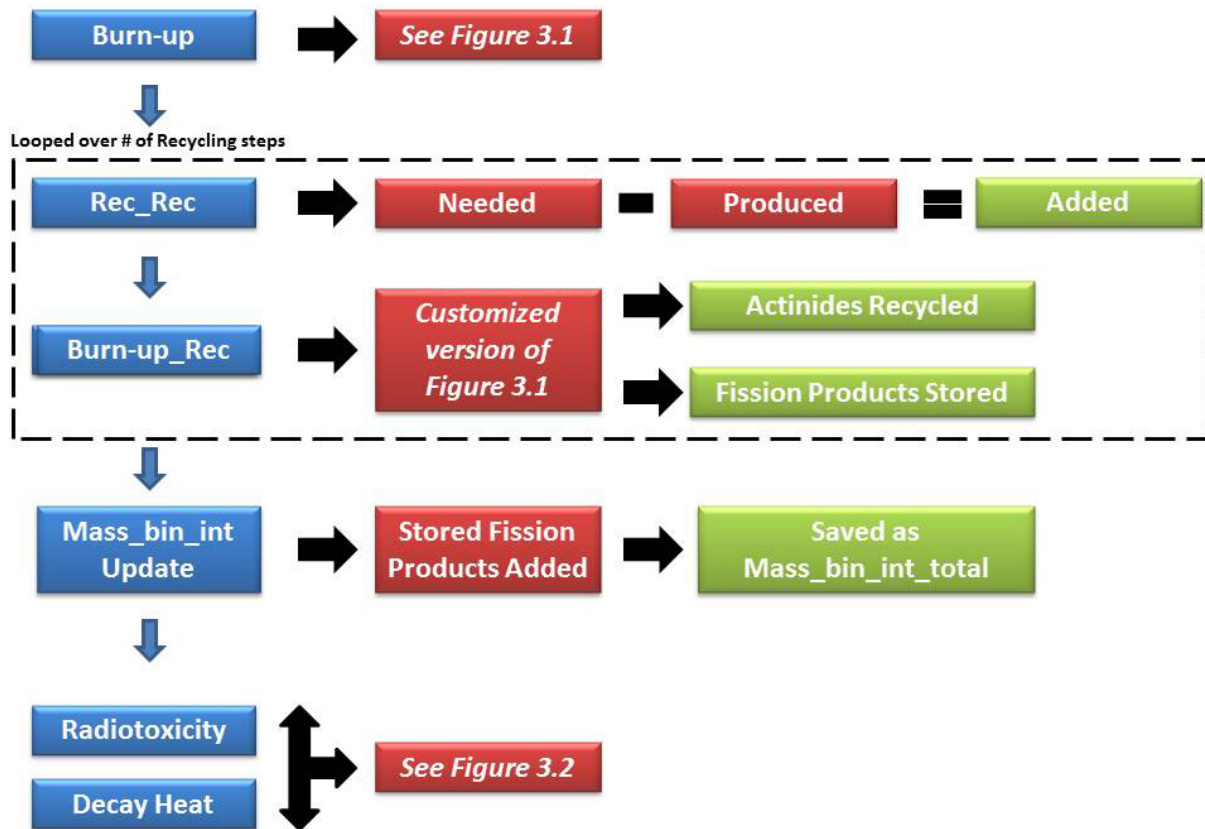 Burn-up
See Figure 3.1
Looped over # of Recycling steps
Rec_Rec
Needed
Produced
Added
Burn-up_Rec
Customized
version of
Figure 3.1
Actinides Recycled
Fission Products Stored
Mass_bin_int
Update
Stored Fission
Products Added
Saved as
Mass_bin_int_total
Radiotoxicity
Decay Heat
See Figure 3.2